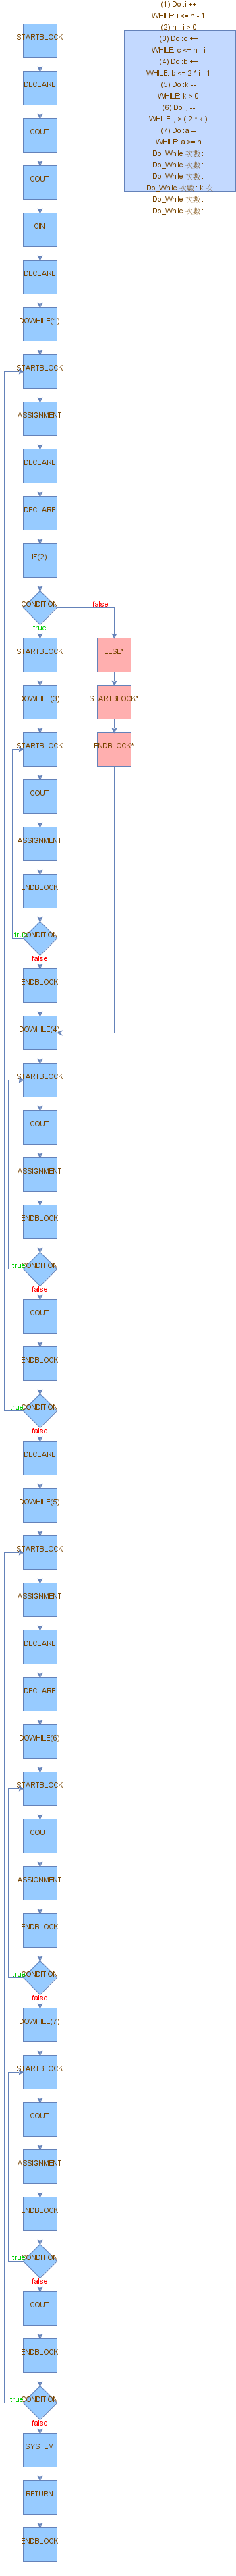 (1) Do :i ++
WHILE: i <= n - 1
(2) n - i > 0
(3) Do :c ++
WHILE: c <= n - i
(4) Do :b ++
WHILE: b <= 2 * i - 1
(5) Do :k --
WHILE: k > 0
(6) Do :j --
WHILE: j > ( 2 * k )
(7) Do :a --
WHILE: a >= n
Do_While 次數 :
Do_While 次數 :
Do_While 次數 :
Do_While 次數 : k 次
Do_While 次數 :
Do_While 次數 :
STARTBLOCK
DECLARE
COUT
COUT
CIN
DECLARE
DOWHILE(1)
STARTBLOCK
ASSIGNMENT
DECLARE
DECLARE
IF(2)
CONDITION
false
true
STARTBLOCK
ELSE*
DOWHILE(3)
STARTBLOCK*
STARTBLOCK
ENDBLOCK*
COUT
ASSIGNMENT
ENDBLOCK
true
CONDITION
false
ENDBLOCK
DOWHILE(4)
STARTBLOCK
COUT
ASSIGNMENT
ENDBLOCK
true
CONDITION
false
COUT
ENDBLOCK
true
CONDITION
false
DECLARE
DOWHILE(5)
STARTBLOCK
ASSIGNMENT
DECLARE
DECLARE
DOWHILE(6)
STARTBLOCK
COUT
ASSIGNMENT
ENDBLOCK
true
CONDITION
false
DOWHILE(7)
STARTBLOCK
COUT
ASSIGNMENT
ENDBLOCK
true
CONDITION
false
COUT
ENDBLOCK
true
CONDITION
false
SYSTEM
RETURN
ENDBLOCK